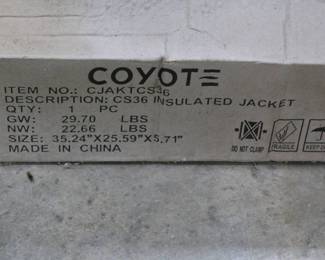 COYOTE
ITEM NO.: CJAKTCS36
DESCRIPTION: CS36 INSULATED JACKET
QTY: 1 PC
GW: 29.70 LBS
NW: 22.66 LBS
SIZE: 35.24"X25.59"X5.71"
MADE IN CHINA
DO NOT CLAMP
FRAGILE
KEEP D